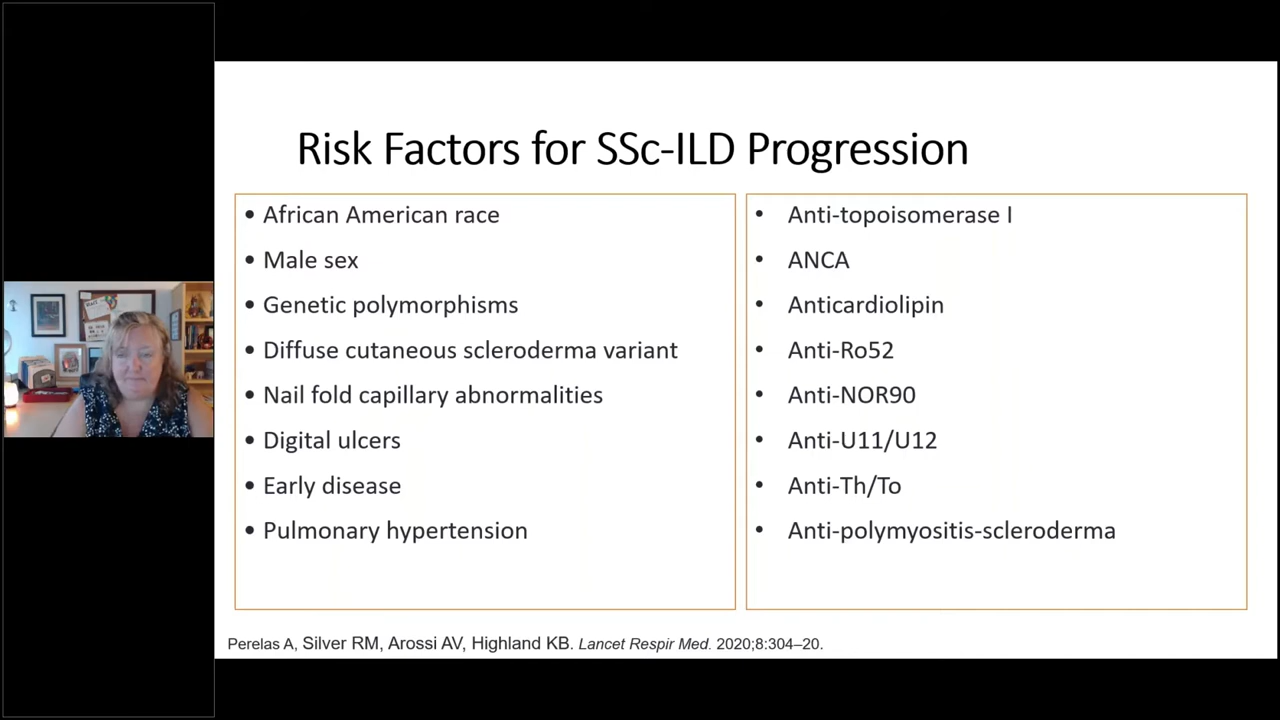 Risk Factors for SSc-ILD Progression
• African American race
• Male sex
• Genetic polymorphisms
• Diffuse cutaneous scleroderma variant
• Nail fold capillary abnormalities
• Digital ulcers
• Early disease
• Pulmonary hypertension
• Anti-topoisomerase I
• ANCA
• Anticardiolipin
• Anti-Ro52
• Anti-NOR90
• Anti-U11/U12
• Anti-Th/To
• Anti-polymyositis-scleroderma
Perelas A, Silver RM, Arossi AV, Highland KB. Lancet Respir Med. 2020;8:304–20.